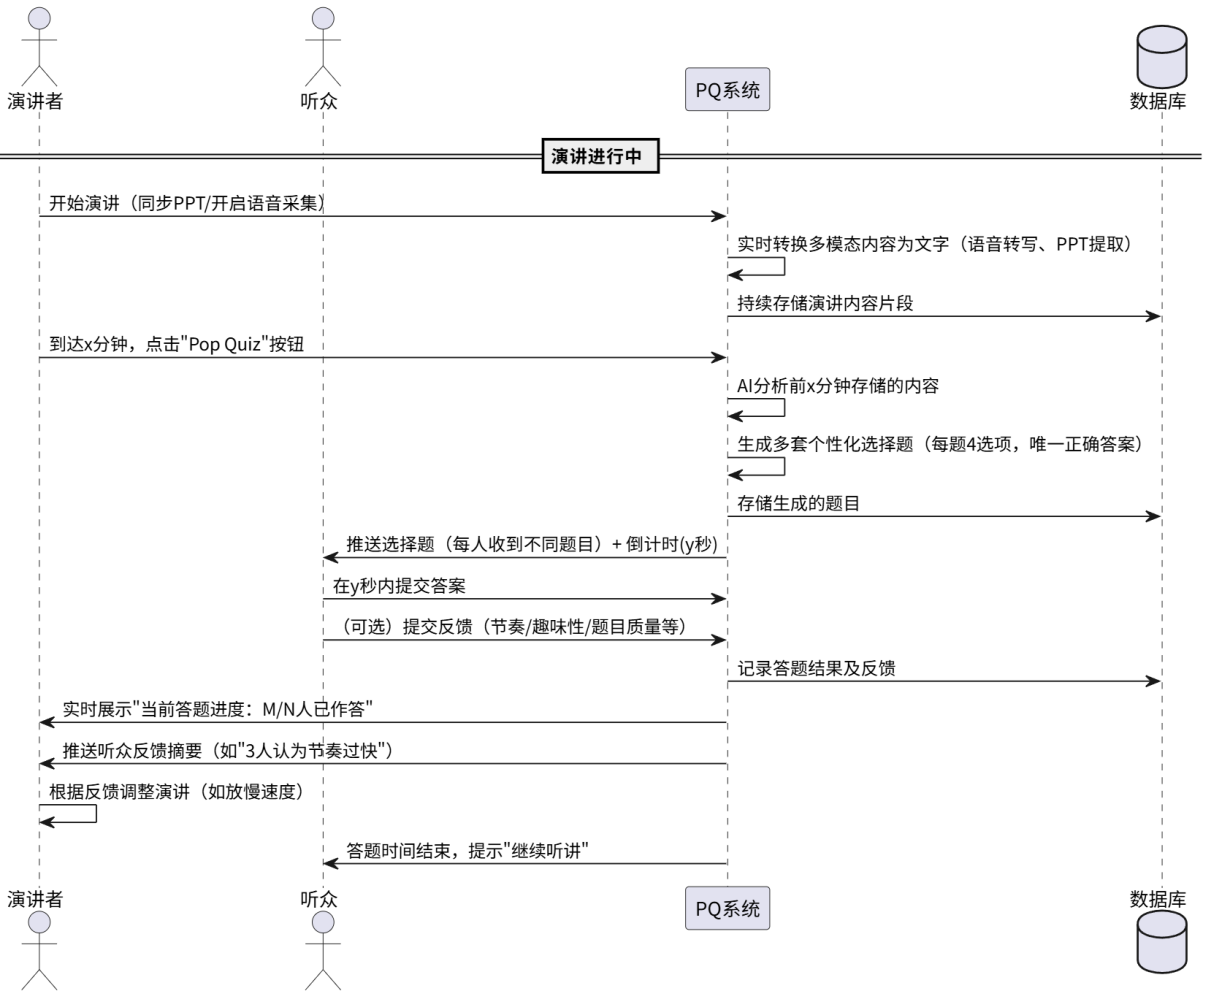 演讲者
听众
PQ系统
数据库
演讲进行中
开始演讲（同步PPT/开启语音采集）
实时转换多模态内容为文字（语音转写、PPT提取）
持续存储演讲内容片段
到达x分钟，点击"Pop Quiz"按钮
AI分析前x分钟存储的内容
生成多套个性化选择题（每题4选项，唯一正确答案）
存储生成的题目
推送选择题（每人收到不同题目）+ 倒计时(y秒)
在y秒内提交答案
（可选）提交反馈（节奏/趣味性/题目质量等）
记录答题结果及反馈
实时展示"当前答题进度：M/N人已作答"
推送听众反馈摘要（如"3人认为节奏过快"）
根据反馈调整演讲（如放慢速度）
答题时间结束，提示"继续听讲"
演讲者
听众
PQ系统
数据库